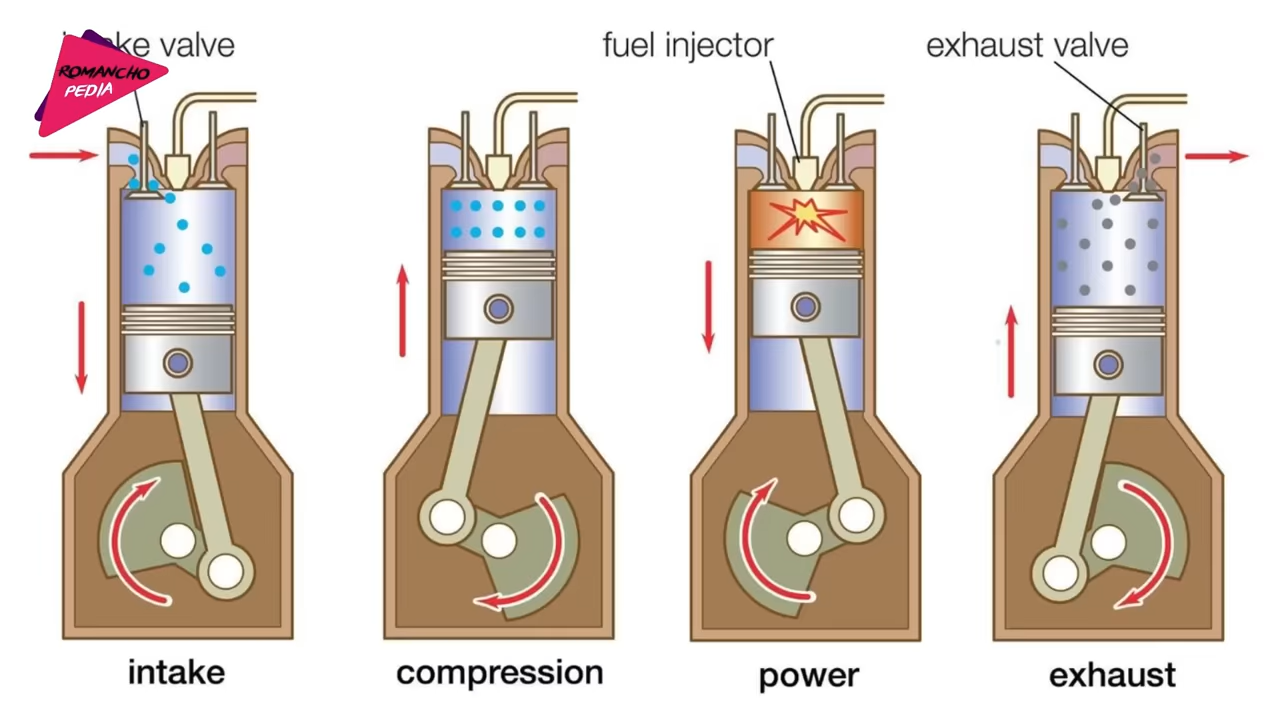 valve
fuel injector
exhaust valve
ROMANCHO
PEDIA
intake
compression
power
exhaust